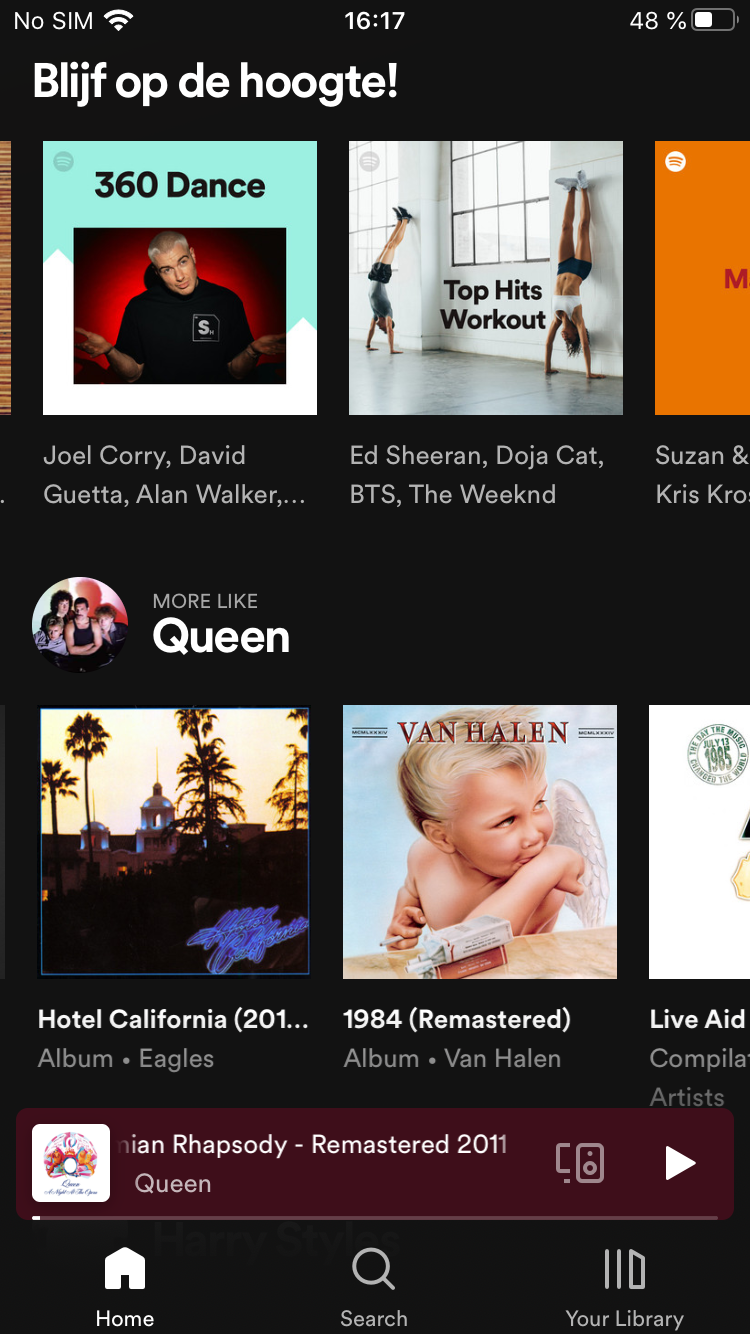 No SIM 16:17 48 %
Blijf op de hoogte!
360 Dance
S
Top Hits
Workout
Joel Corry, David
Guetta, Alan Walker,...
Ed Sheeran, Doja Cat,
BTS, The Weeknd
Suzan &
Kris
MORE LIKE
Queen
MCMLXXXIV VAN HALEN MCMLXXXIV
Hotel California
THE DAY THE MUSIC
CHANGED THE WORLD
JULY 13
1985
Hotel California (201...
Album • Eagles
1984 (Remastered)
Album • Van Halen
Live Aid
Artists
Queen
A Night At The Opera
Rhapsody - Remastered 2011
Queen
Harry Styles
Home
Search
Your Library